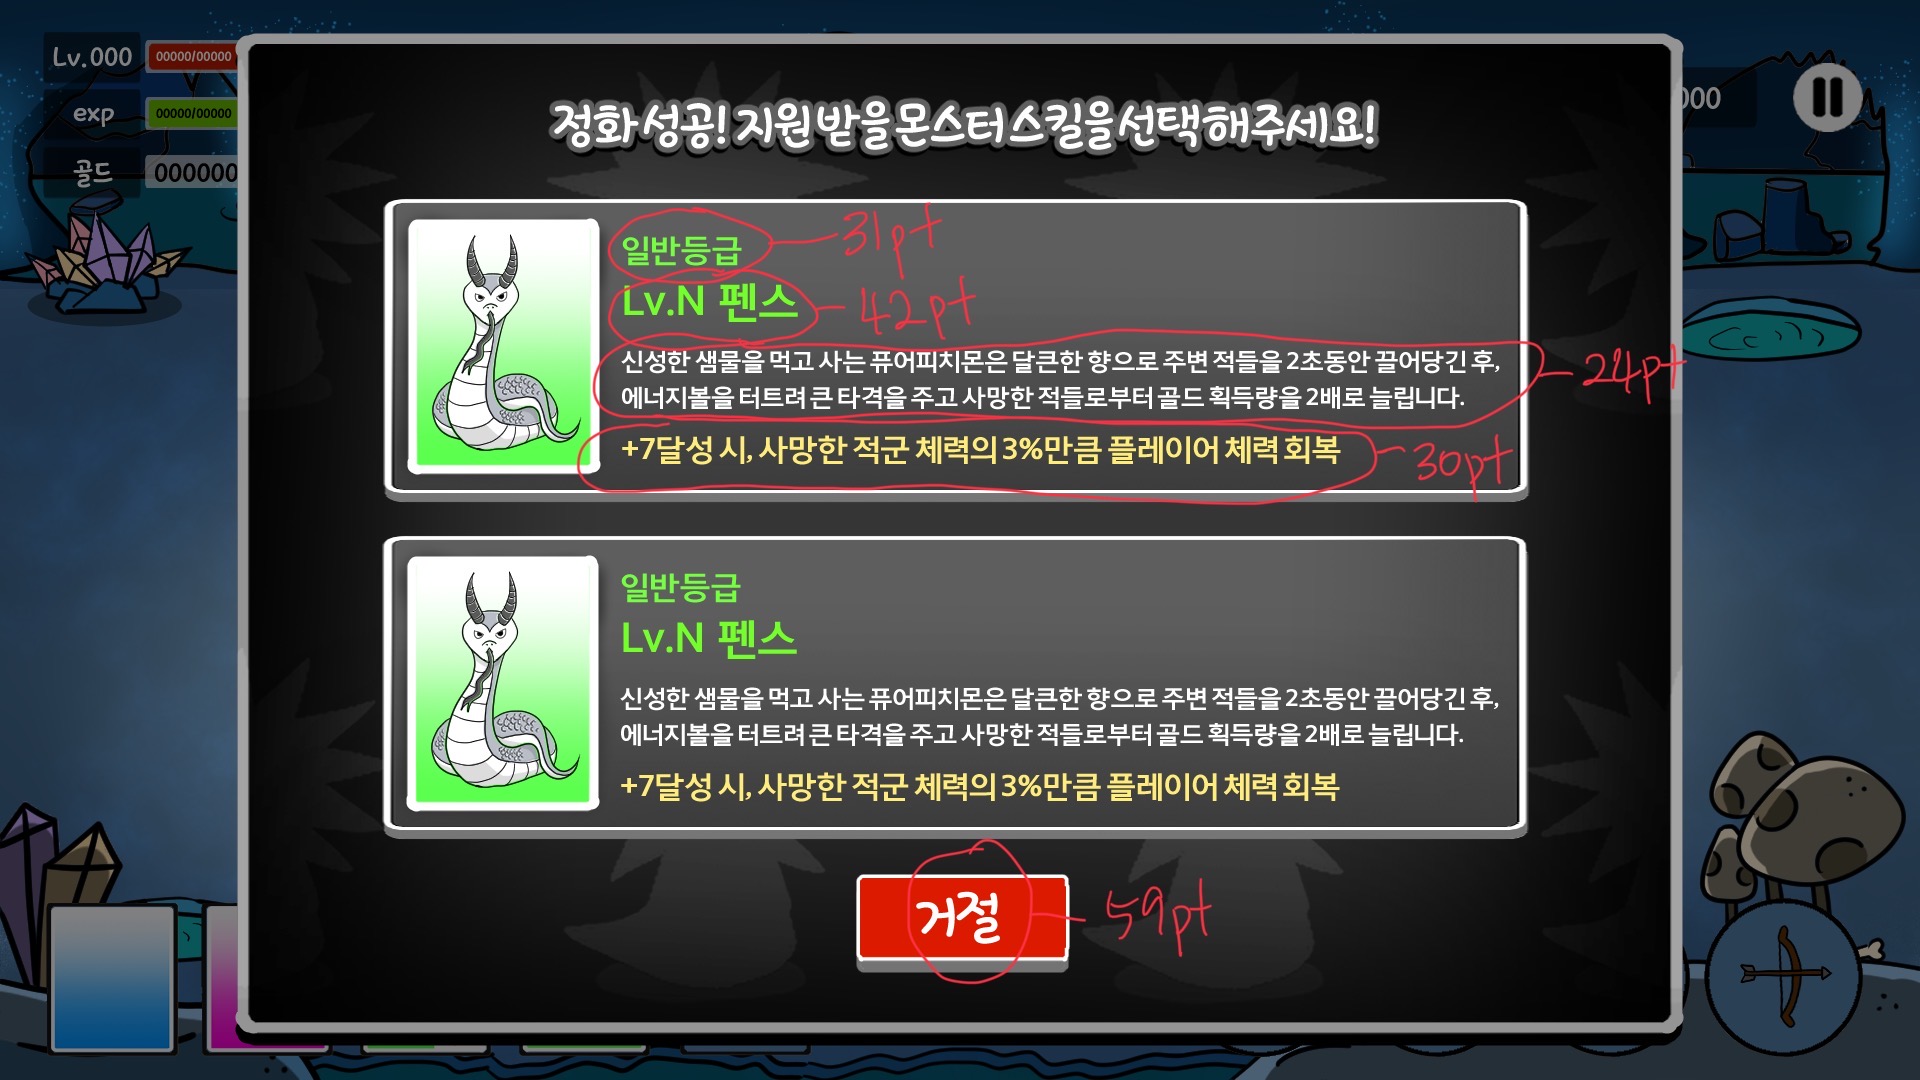 Lv.000
00000/00000
exp
00000/00000
골드
000000
000
정화 성공! 지원 받을 몬스터 스킬을 선택해주세요!
일반등급
31pt
Lv.N 펜스
42pt
신성한 샘물을 먹고 사는 퓨어피치몬은 달큰한 향으로 주변 적들을 2초동안 끌어당긴 후,
에너지볼을 터트려 큰 타격을 주고 사망한 적들로부터 골드 획득량을 2배로 늘립니다.
24pt
+7달성 시, 사망한 적군 체력의 3%만큼 플레이어 체력 회복
30pt
일반등급
Lv.N 펜스
신성한 샘물을 먹고 사는 퓨어피치몬은 달큰한 향으로 주변 적들을 2초동안 끌어당긴 후,
에너지볼을 터트려 큰 타격을 주고 사망한 적들로부터 골드 획득량을 2배로 늘립니다.
+7달성 시, 사망한 적군 체력의 3%만큼 플레이어 체력 회복
거절
59pt